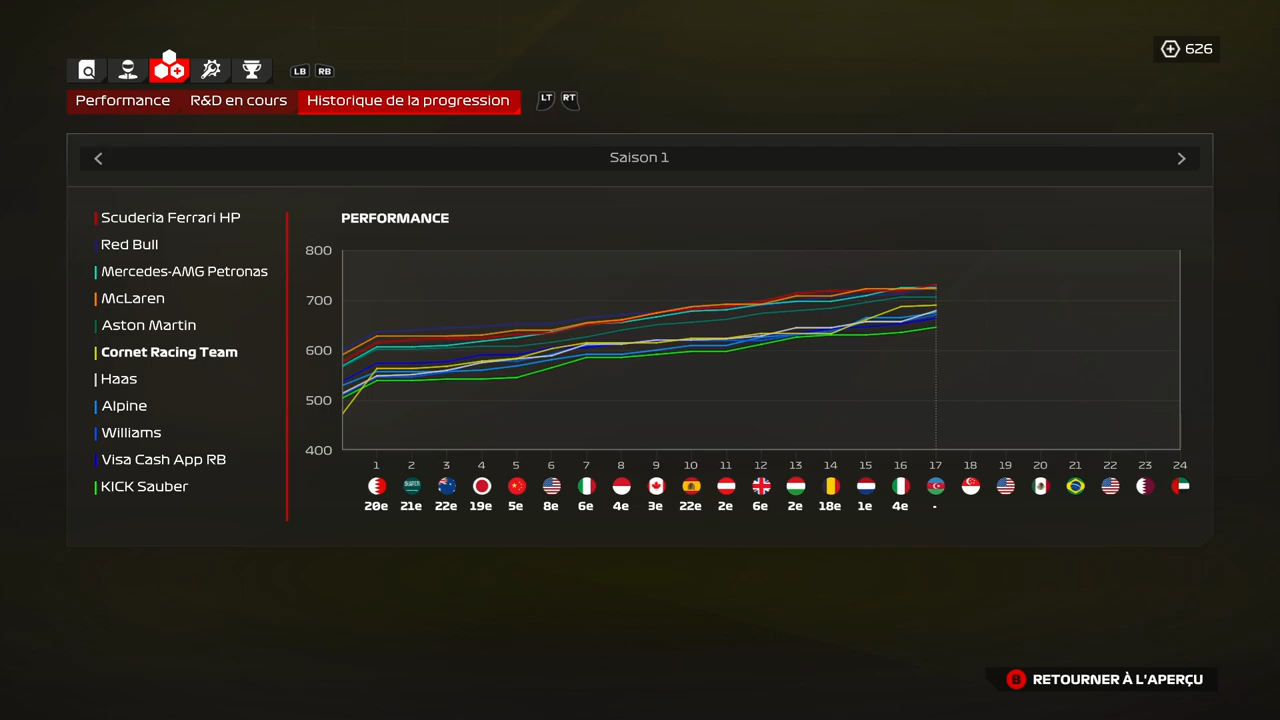 626
LB RB
Performance R&D en cours Historique de la progression LT RT
Saison 1
Scuderia Ferrari HP
Red Bull
Mercedes-AMG Petronas
McLaren
Aston Martin
Cornet Racing Team
Haas
Alpine
Williams
Visa Cash App RB
KICK Sauber
PERFORMANCE
800
700
600
500
400
1 2 3 4 5 6 7 8 9 10 11 12 13 14 15 16 17 18 19 20 21 22 23 24
20e 21e 22e 19e 5e 8e 6e 4e 3e 22e 2e 6e 2e 18e 1e 4e -
B RETOURNER À L'APERÇU